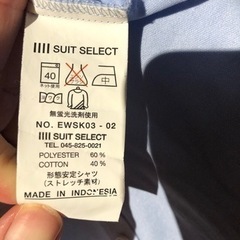 SUIT SELECT
40
ネット使用
中
無蛍光洗剤使用
NO. EWSK03 - 02
SUIT SELECT
TEL. 045-825-0021
POLYESTER 60 %
COTTON 40 %
形態安定シャツ
(ストレッチ素材)
MADE IN INDONESIA